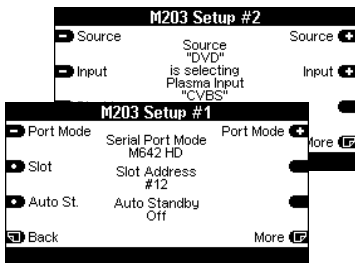 M203 Setup #2
Source Source Source
"DVD"
Input is selecting Input
Plasma Input
"CVBS"
More
M203 Setup #1
Port Mode Serial Port Mode Port Mode
M642 HD
Slot Slot Address
#12
Auto St. Auto Standby
Off
Back More